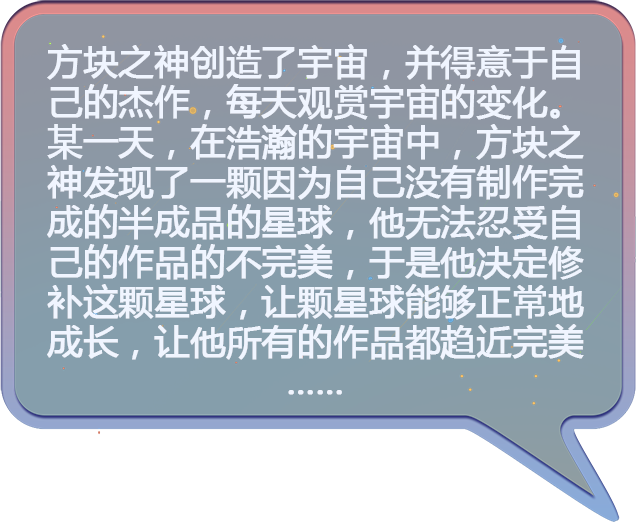 方块之神创造了宇宙，并得意于自
己的杰作，每天观赏宇宙的变化。
某一天，在浩瀚的宇宙中，方块之
神发现了一颗因为自己没有制作完
成的半成品的星球，他无法忍受自
己的作品的不完美，于是他决定修
补这颗星球，让颗星球能够正常地
成长，让他所有的作品都趋近完美
……